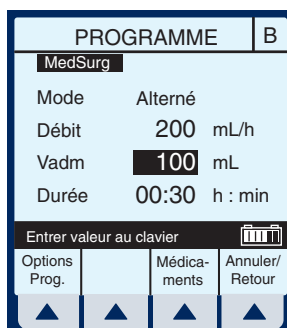 PROGRAMME B
MedSurg
Mode Alterné
Débit 200 mL/h
Vadm 100 mL
Durée 00:30 h : min
Entrer valeur au clavier
Options Prog.
Médica-ments
Annuler/ Retour